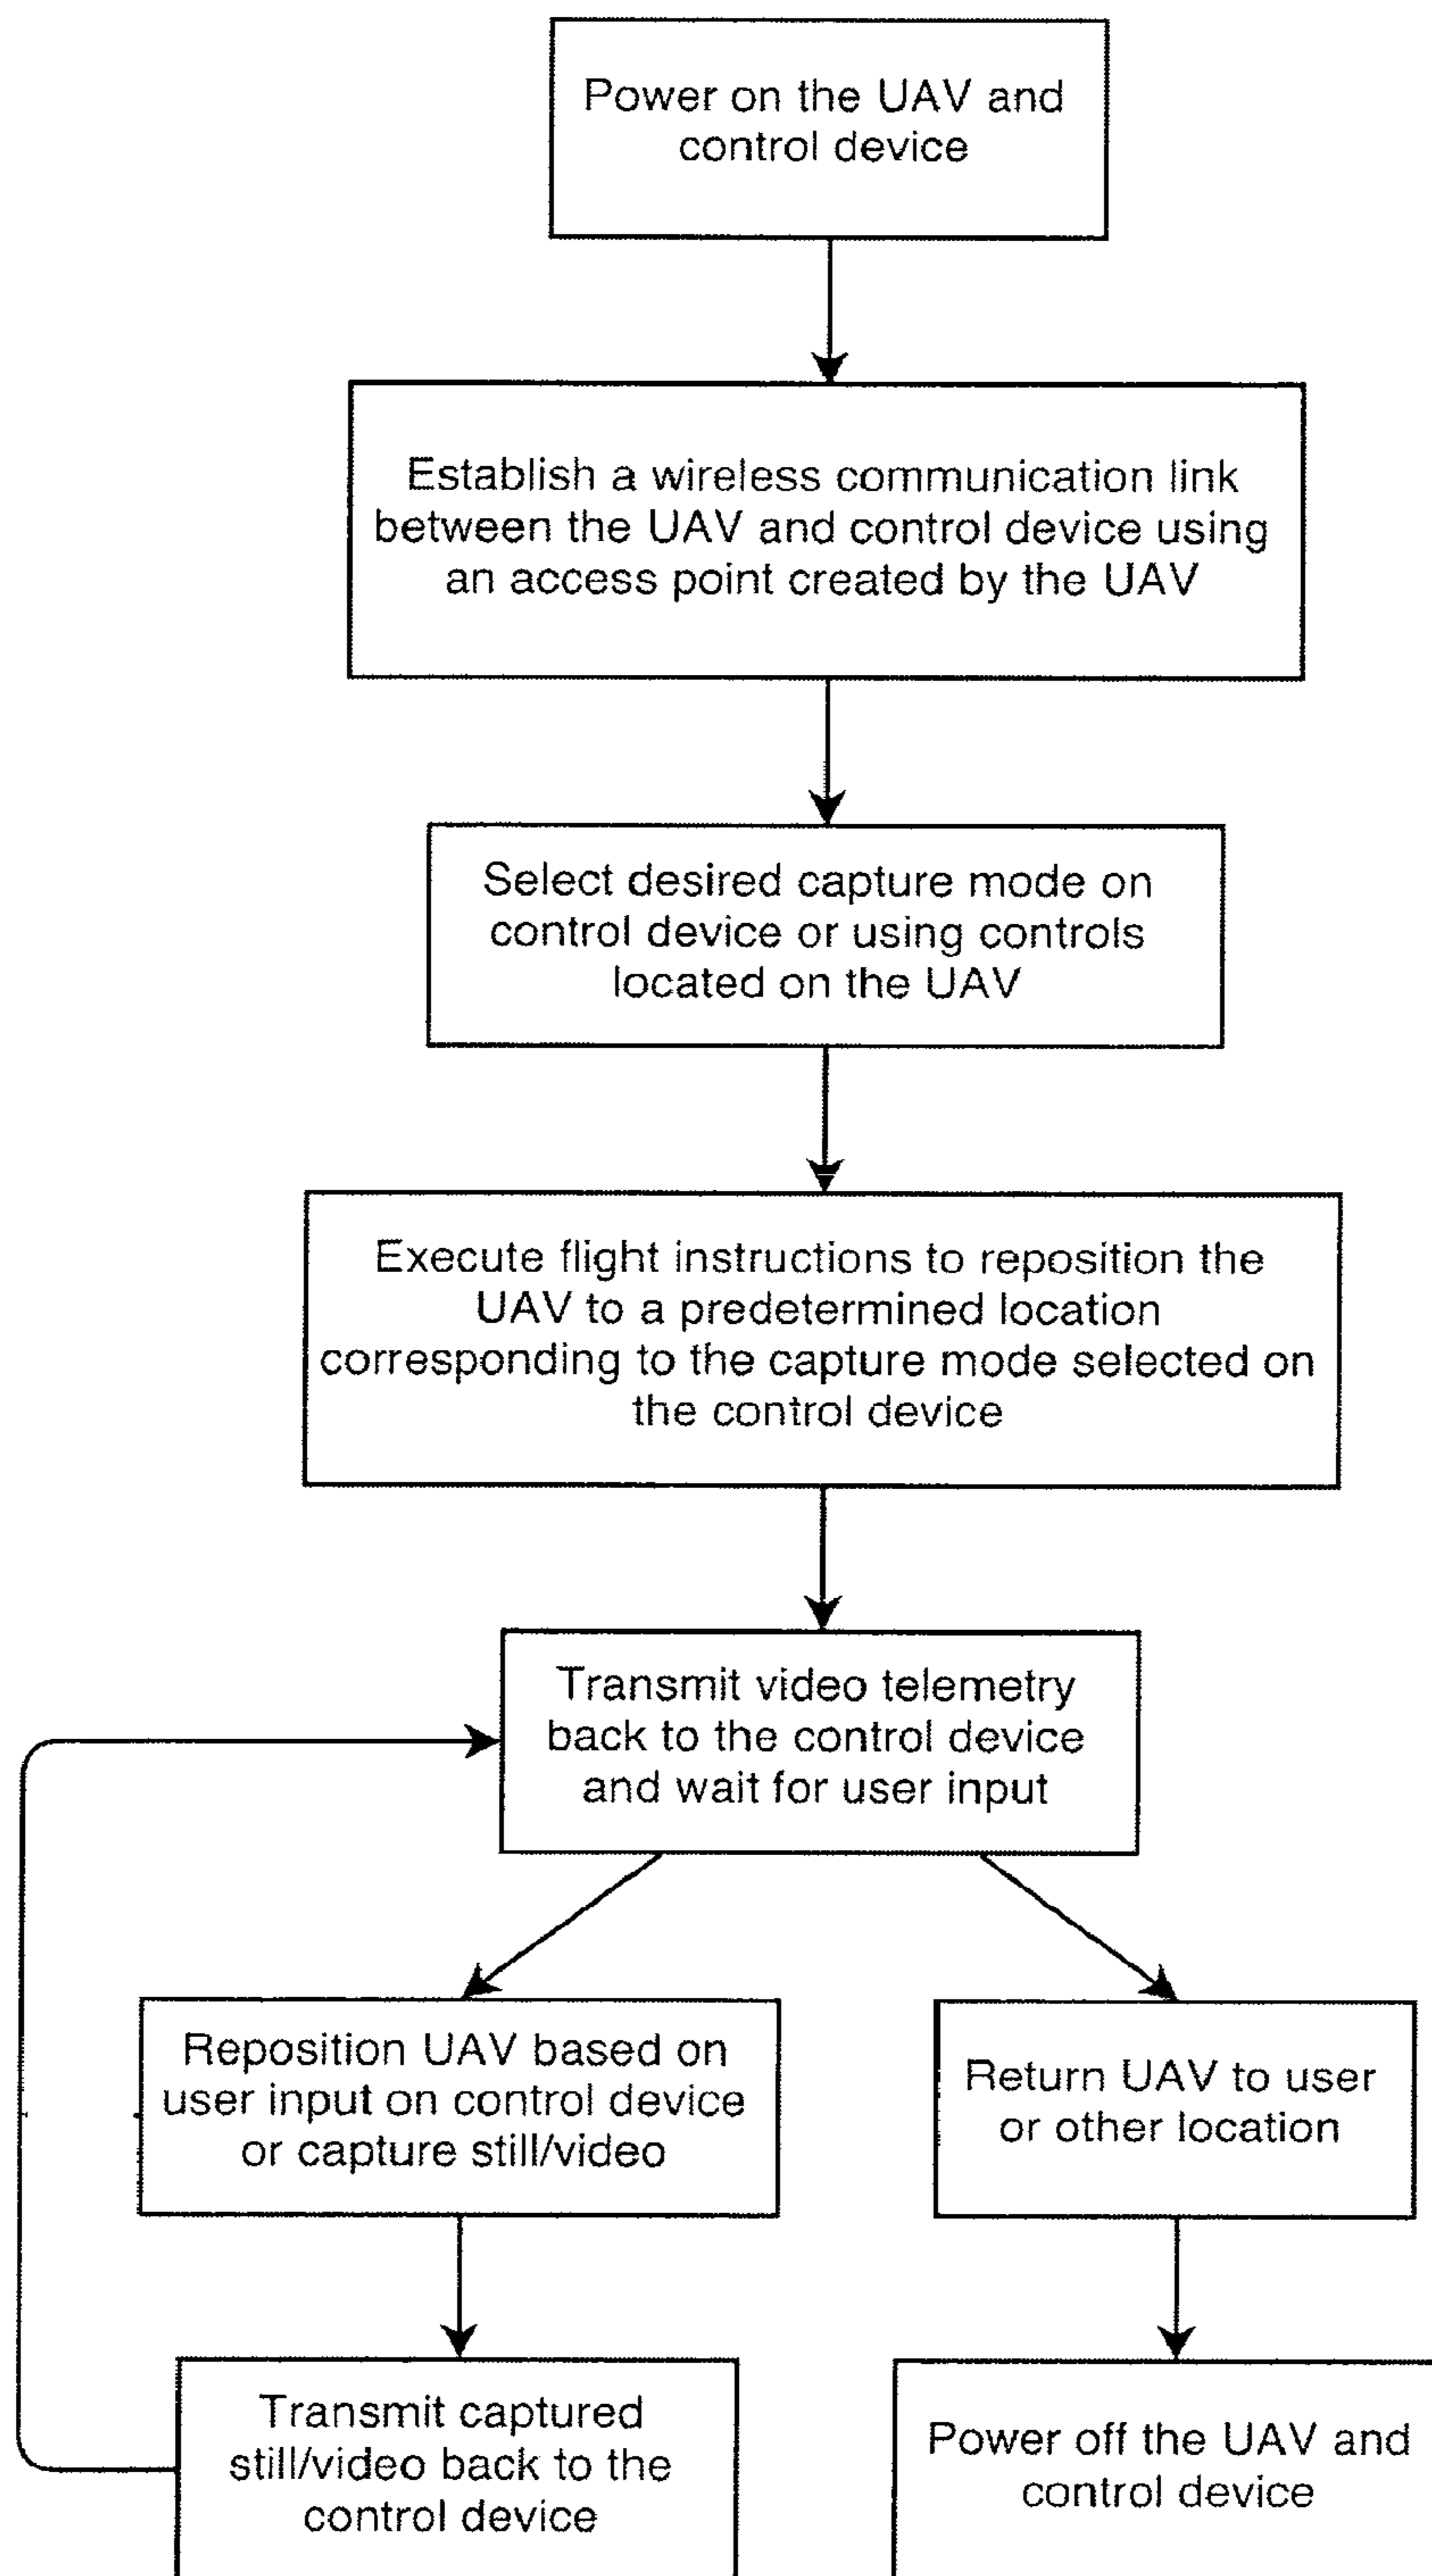 Power on the UAV and
control device
Establish a wireless communication link
between the UAV and control device using
an access point created by the UAV
Select desired capture mode on
control device or using controls
located on the UAV
Execute flight instructions to reposition the
UAV to a predetermined location
corresponding to the capture mode selected on
the control device
Transmit video telemetry
back to the control device
and wait for user input
Reposition UAV based on
user input on control device
or capture still/video
Return UAV to user
or other location
Transmit captured
still/video back to the
control device
Power off the UAV and
control device